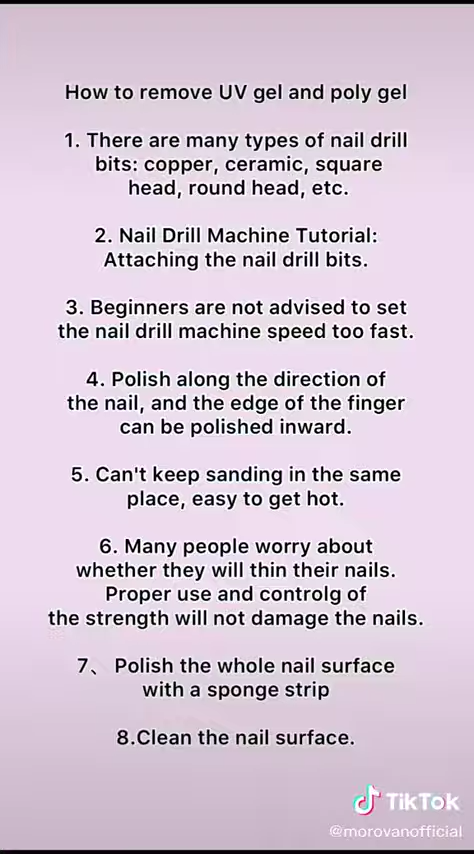 How to remove UV gel and poly gel
1. There are many types of nail drill
bits: copper, ceramic, square
head, round head, etc.
2. Nail Drill Machine Tutorial:
Attaching the nail drill bits.
3. Beginners are not advised to set
the nail drill machine speed too fast.
4. Polish along the direction of
the nail, and the edge of the finger
can be polished inward.
5. Can't keep sanding in the same
place, easy to get hot.
6. Many people worry about
whether they will thin their nails.
Proper use and controlg of
the strength will not damage the nails.
7、 Polish the whole nail surface
with a sponge strip
8.Clean the nail surface.
TikTok
@morovanofficial